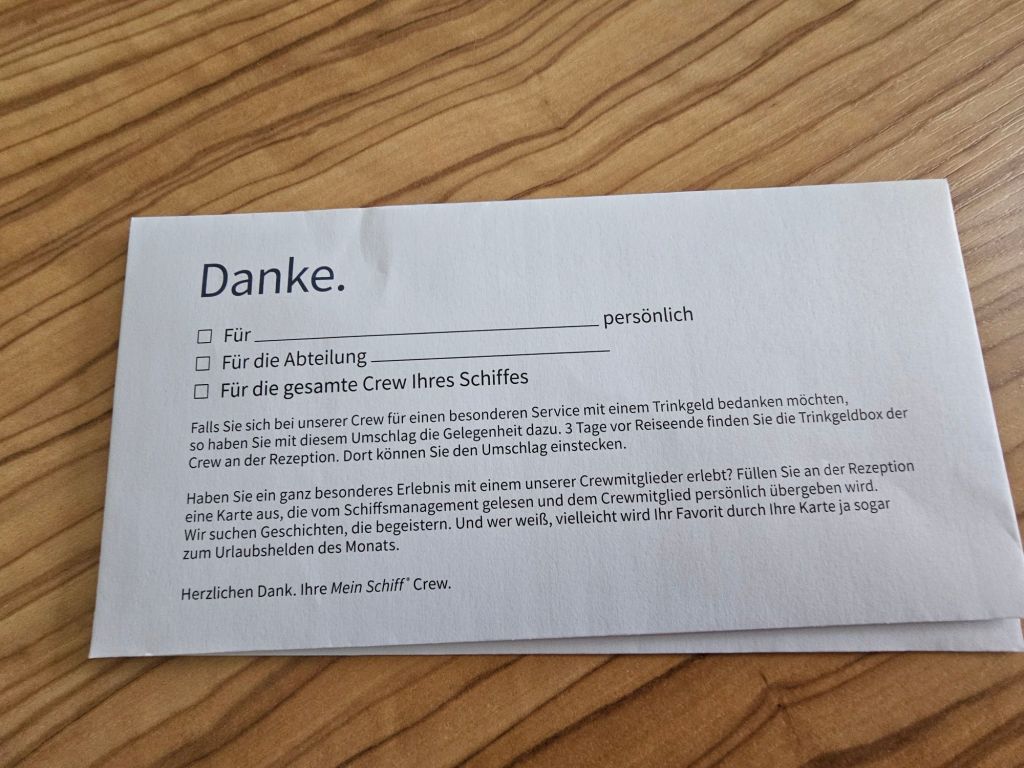 Danke.
☐ Für ____________________ persönlich
☐ Für die Abteilung ____________________
☐ Für die gesamte Crew Ihres Schiffes
Falls Sie sich bei unserer Crew für einen besonderen Service mit einem Trinkgeld bedanken möchten,
so haben Sie mit diesem Umschlag die Gelegenheit dazu. 3 Tage vor Reiseende finden Sie die Trinkgeldbox der
Crew an der Rezeption. Dort können Sie den Umschlag einstecken.
Haben Sie ein ganz besonderes Erlebnis mit einem unserer Crewmitglieder erlebt? Füllen Sie an der Rezeption
eine Karte aus, die vom Schiffsmanagement gelesen und dem Crewmitglied persönlich übergeben wird.
Wir suchen Geschichten, die begeistern. Und wer weiß, vielleicht wird Ihr Favorit durch Ihre Karte ja sogar
zum Urlaubshelden des Monats.
Herzlichen Dank. Ihre Mein Schiff® Crew.